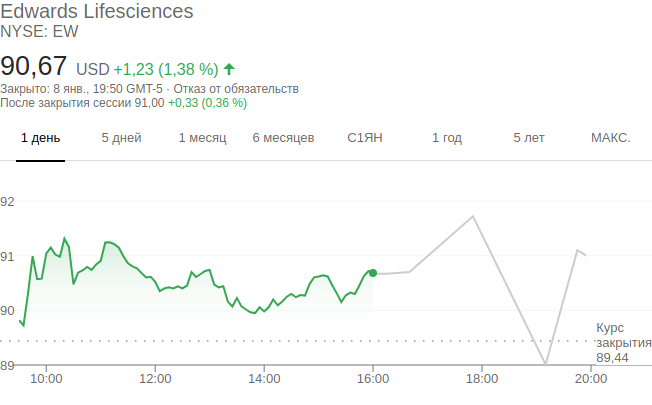 Edwards Lifesciences
NYSE: EW
90,67 USD +1,23 (1,38 %)
Закрыто: 8 янв., 19:50 GMT-5 · Отказ от обязательств
После закрытия сессии 91,00 +0,33 (0,36 %)
1 день 5 дней 1 месяц 6 месяцев С1ЯН 1 год 5 лет МАКС.
92
91
90
Курс
закрытия
89,44
89
10:00 12:00 14:00 16:00 18:00 20:00